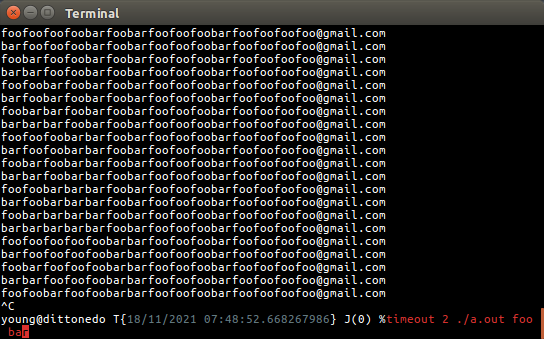 foofoofoofoobarfoobarfoofoofoobarfoofoofoofoo@gmail.com
barfoofoofoobarfoobarfoofoofoobarfoofoofoofoo@gmail.com
foobarfoofoobarfoobarfoofoofoobarfoofoofoofoo@gmail.com
barbarfoofoobarfoobarfoofoofoobarfoofoofoofoo@gmail.com
foofoobarfoobarfoobarfoofoofoobarfoofoofoofoo@gmail.com
barfoobarfoobarfoobarfoofoofoobarfoofoofoofoo@gmail.com
foobarbarfoobarfoobarfoofoofoobarfoofoofoofoo@gmail.com
barbarbarfoobarfoobarfoofoofoobarfoofoofoofoo@gmail.com
foofoofoobarbarfoobarfoofoofoobarfoofoofoofoo@gmail.com
barfoofoobarbarfoobarfoofoofoobarfoofoofoofoo@gmail.com
foobarfoobarbarfoobarfoofoofoobarfoofoofoofoo@gmail.com
barbarfoobarbarfoobarfoofoofoobarfoofoofoofoo@gmail.com
foofoobarbarbarfoobarfoofoofoobarfoofoofoofoo@gmail.com
barfoobarbarbarfoobarfoofoofoobarfoofoofoofoo@gmail.com
foobarbarbarbarfoobarfoofoofoobarfoofoofoofoo@gmail.com
barbarbarbarbarfoobarfoofoofoobarfoofoofoofoo@gmail.com
foofoofoofoofoobarbarfoofoofoobarfoofoofoofoo@gmail.com
barfoofoofoofoobarbarfoofoofoobarfoofoofoofoo@gmail.com
foobarfoofoofoobarbarfoofoofoobarfoofoofoofoo@gmail.com
barbarfoofoofoobarbarfoofoofoobarfoofoofoofoo@gmail.com
foofoobarfoofoobarbarfoofoofoobarfoofoofoofoo@gmail.com
^C
young@dittonedo T{18/11/2021 07:48:52.668267986} J(0) %timeout 2 ./a.out foo
bar